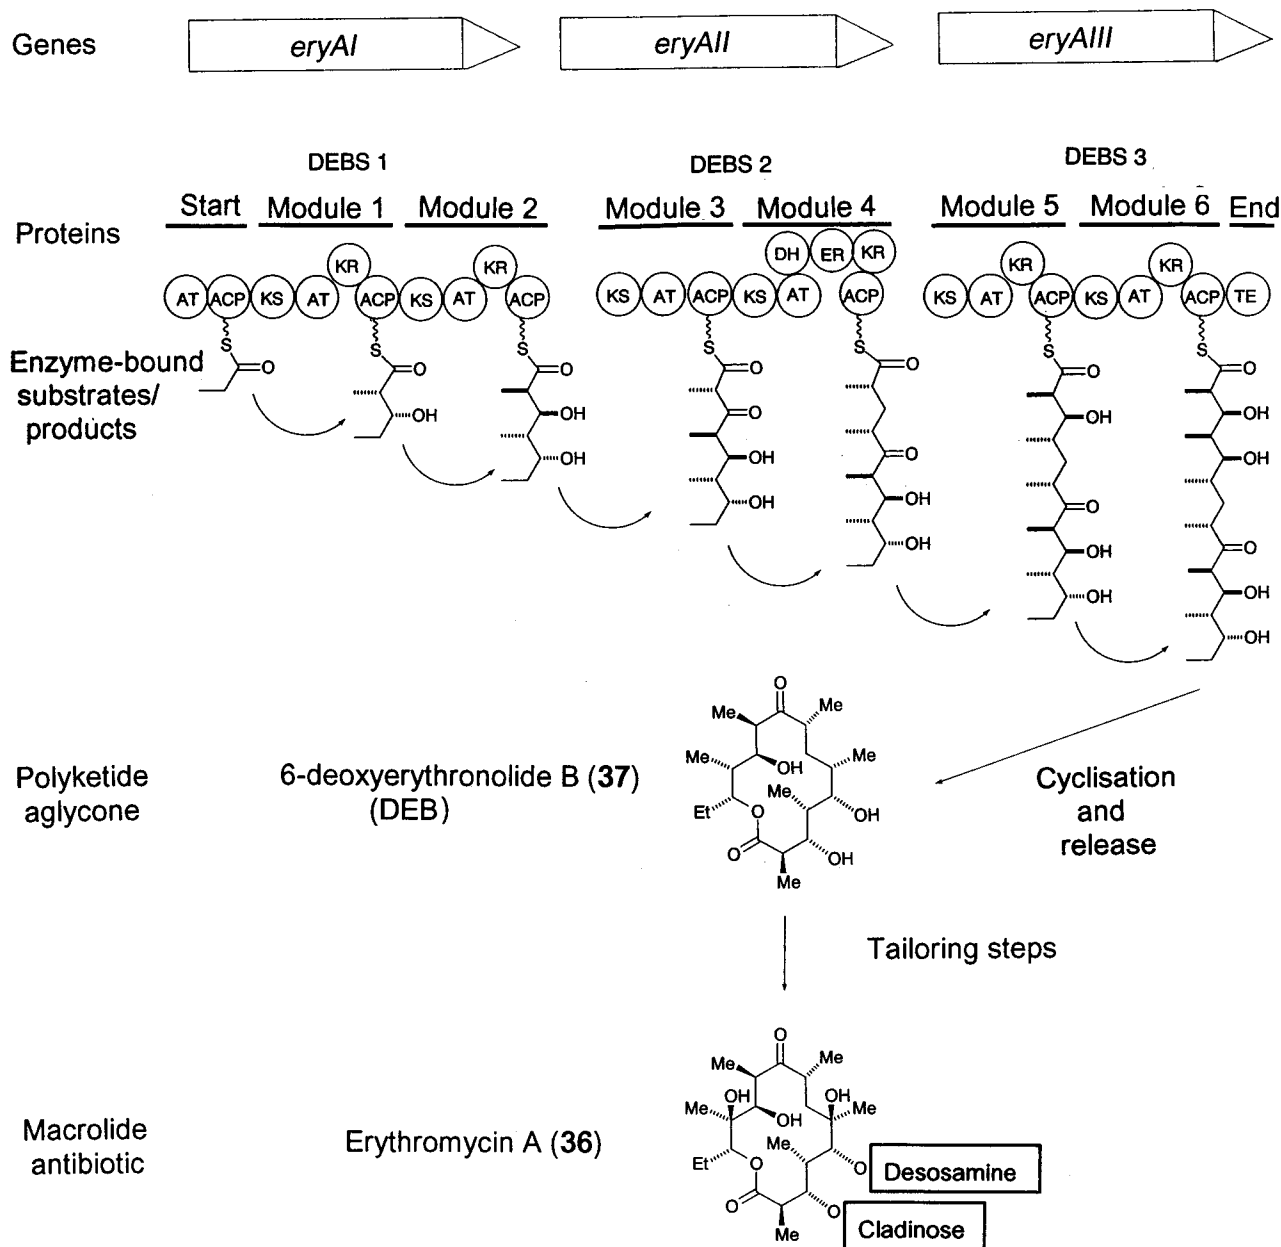 Genes
eryAI
eryAII
eryAIII
DEBS 1
DEBS 2
DEBS 3
Start
Module 1
Module 2
Module 3
Module 4
Module 5
Module 6
End
Proteins
KR
KR
DH
ER
KR
KR
KR
AT
ACP
KS
AT
ACP
KS
AT
ACP
KS
AT
ACP
KS
AT
ACP
KS
AT
ACP
KS
AT
ACP
TE
Enzyme-bound
substrates/
products
S
O
S
O
OH
S
O
OH
OH
S
O
O
OH
OH
S
O
O
OH
OH
S
O
OH
O
OH
OH
S
O
OH
OH
O
OH
OH
Polyketide
aglycone
6-deoxyerythronolide B (37)
(DEB)
O
Me
Me
Me
OH
Me
Me
Et
O
OH
O
OH
Me
Cyclisation
and
release
Tailoring steps
Macrolide
antibiotic
Erythromycin A (36)
O
Me
Me
OH
OH
Me
OH
Me
Me
Et
O
O
O
O
Me
Desosamine
Cladinose